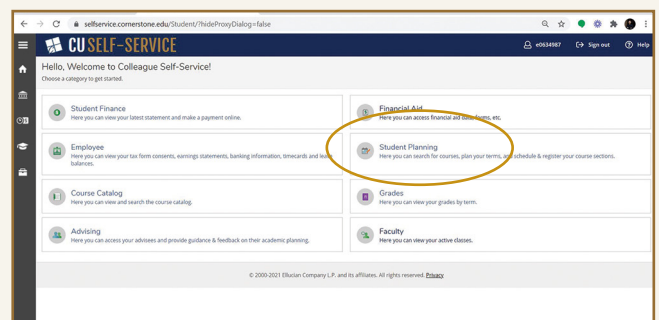 selfservice.cornerstone.edu/Student/?hideProxyDialog=false
CU SELF-SERVICE
e0634987 Sign out Help
Hello, Welcome to Colleague Self-Service!
Choose a category to get started.
Student Finance
Here you can view your latest statement and make a payment online.
Financial Aid
Here you can access financial aid data, forms, etc.
Employee
Here you can view your tax form consents, earnings statements, banking information, timecards and leave
balances.
Student Planning
Here you can search for courses, plan your terms, and schedule & register your course sections.
Course Catalog
Here you can view and search the course catalog.
Grades
Here you can view your grades by term.
Advising
Here you can access your advisees and provide guidance & feedback on their academic planning.
Faculty
Here you can view your active classes.
© 2000-2021 Ellucian Company L.P. and its affiliates. All rights reserved. Privacy